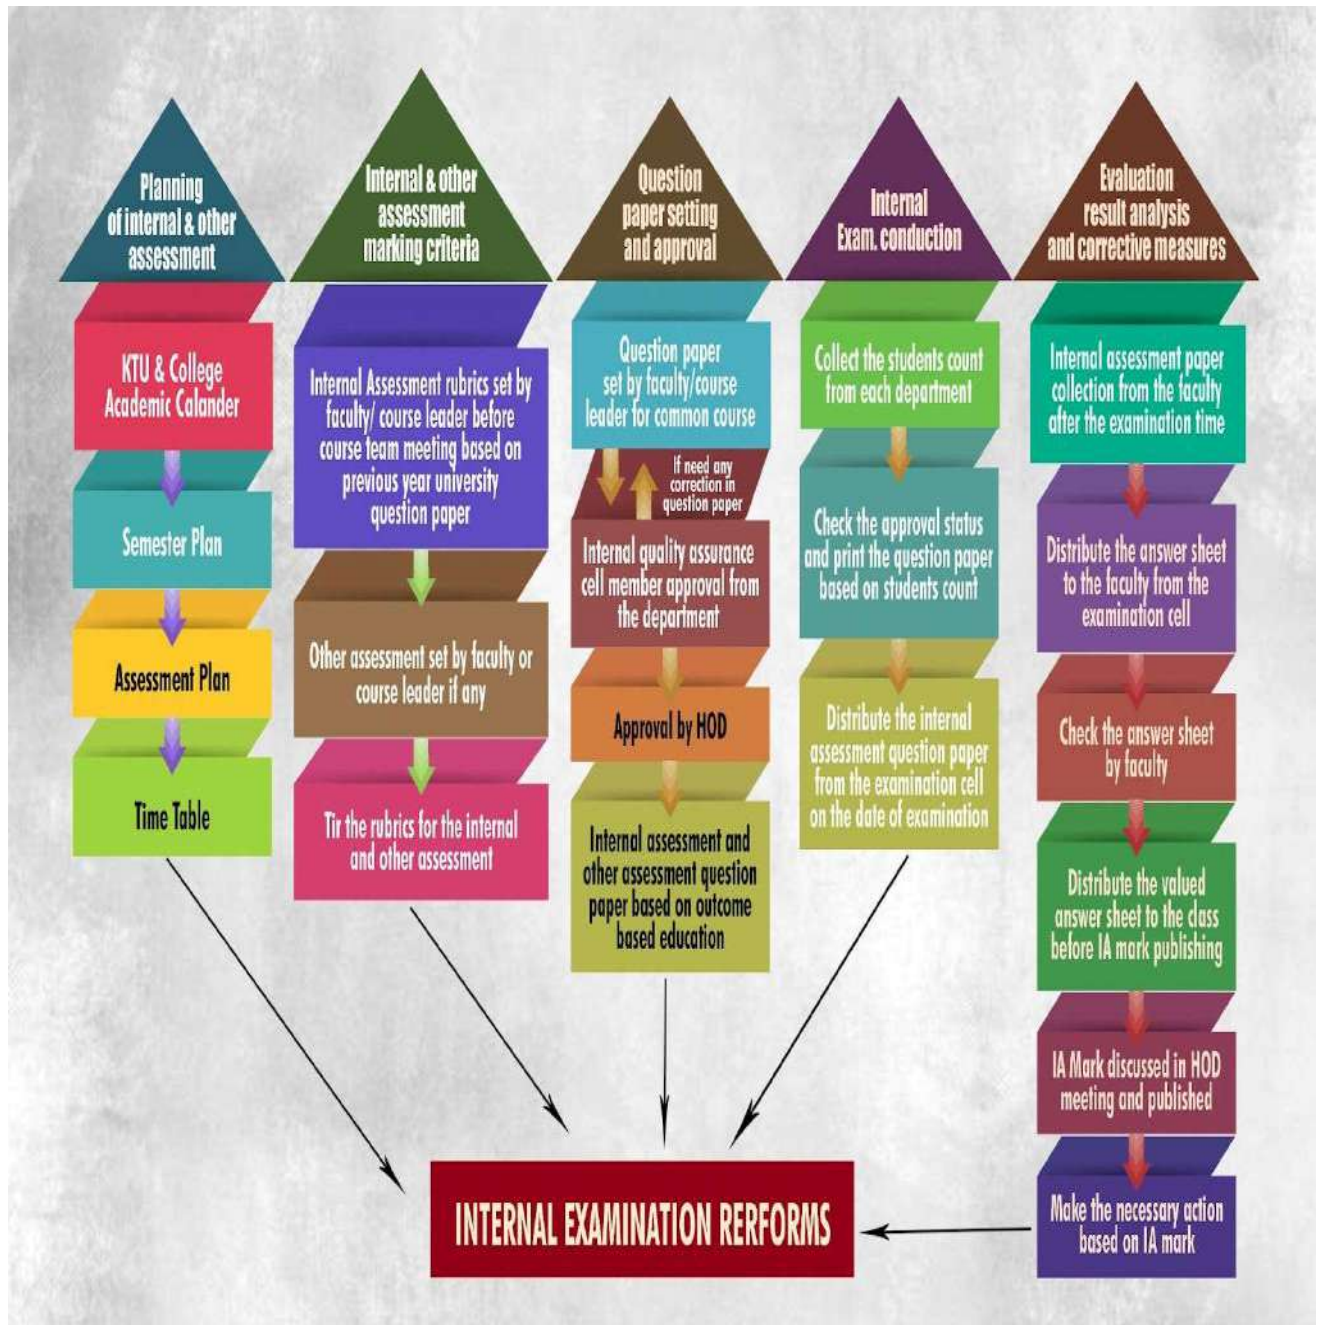 Planning
of internal & other
assessment
KTU & College
Academic Calander
Semester Plan
Assessment Plan
Time Table
Internal & other
assessment
marking criteria
Internal Assessment rubrics set by
faculty/ course leader before
course team meeting based on
previous year university
question paper
Other assessment set by faculty or
course leader if any
Tir the rubrics for the internal
and other assessment
Question
paper setting
and approval
Question paper
set by faculty/course
leader for common course
If need any
correction in
question paper
Internal quality assurance
cell member approval from
the department
Approval by HOD
Internal assessment and
other assessment question
paper based on outcome
based education
Internal
Exam. conduction
Collect the students count
from each department
Check the approval status
and print the question paper
based on students count
Distribute the internal
assessment question paper
from the examination cell
on the date of examination
Evaluation
result analysis
and corrective measures
Internal assessment paper
collection from the faculty
after the examination time
Distribute the answer sheet
to the faculty from the
examination cell
Check the answer sheet
by faculty
Distribute the valued
answer sheet to the class
before IA mark publishing
IA Mark discussed in HOD
meeting and published
Make the necessary action
based on IA mark
INTERNAL EXAMINATION RERFORMS